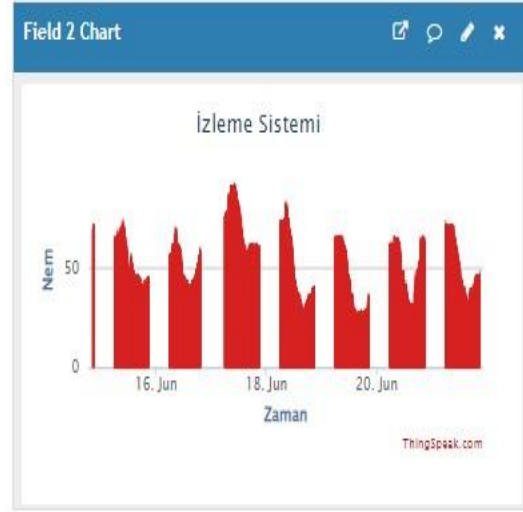 Field 2 Chart
İzleme Sistemi
Nem
50
0
16. Jun
18. Jun
20. Jun
Zaman
ThingSpeak.com